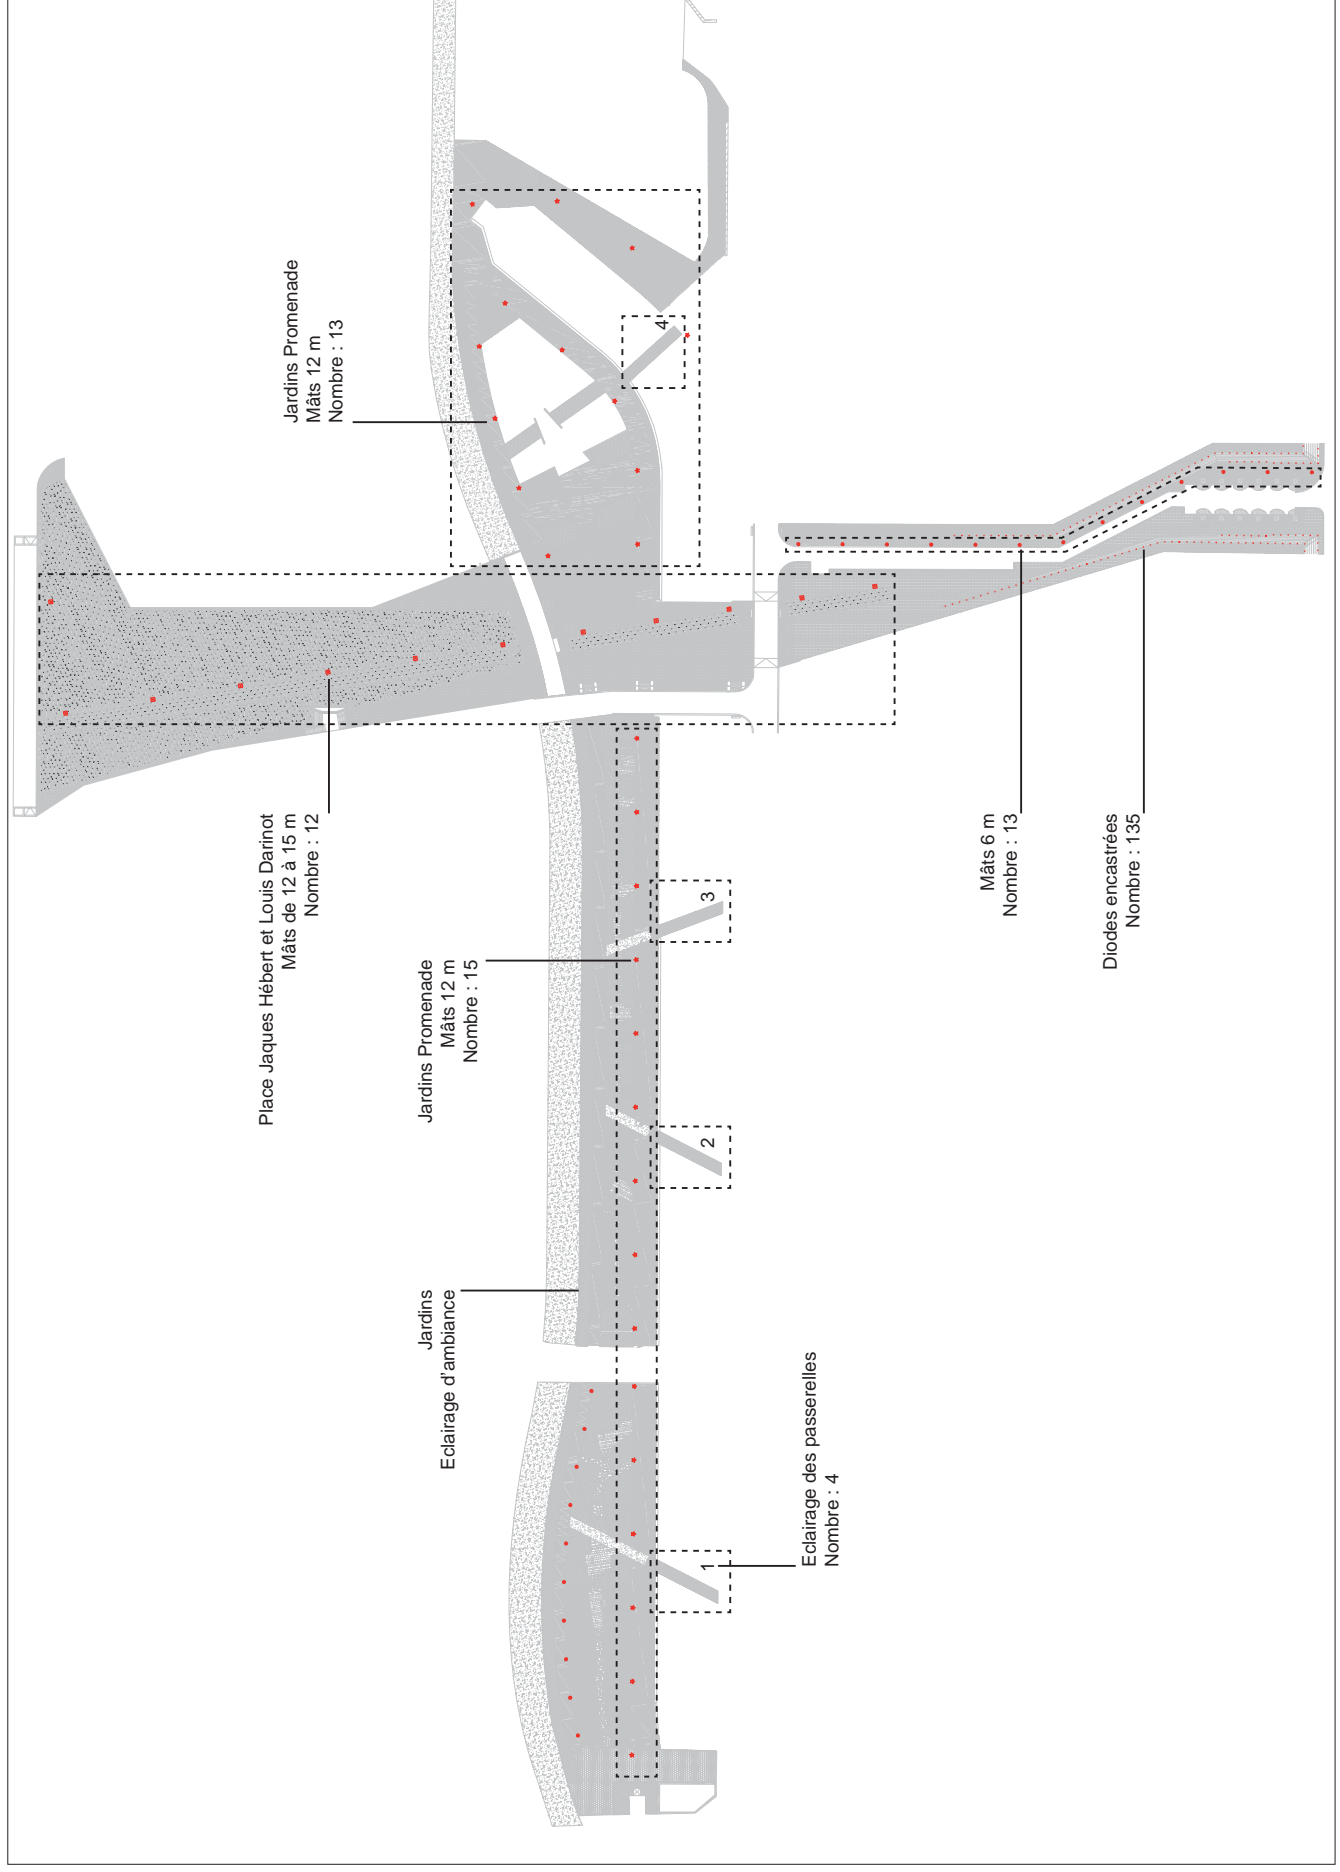 Jardins Promenade
Mâts 12 m
Nombre : 13
4
Place Jaques Hébert et Louis Darinot
Mâts de 12 à 15 m
Nombre : 12
Jardins Promenade
Mâts 12 m
Nombre : 15
3
2
Mâts 6 m
Nombre : 13
Diodes encastrées
Nombre : 135
Jardins
Eclairage d’ambiance
1
Eclairage des passerelles
Nombre : 4